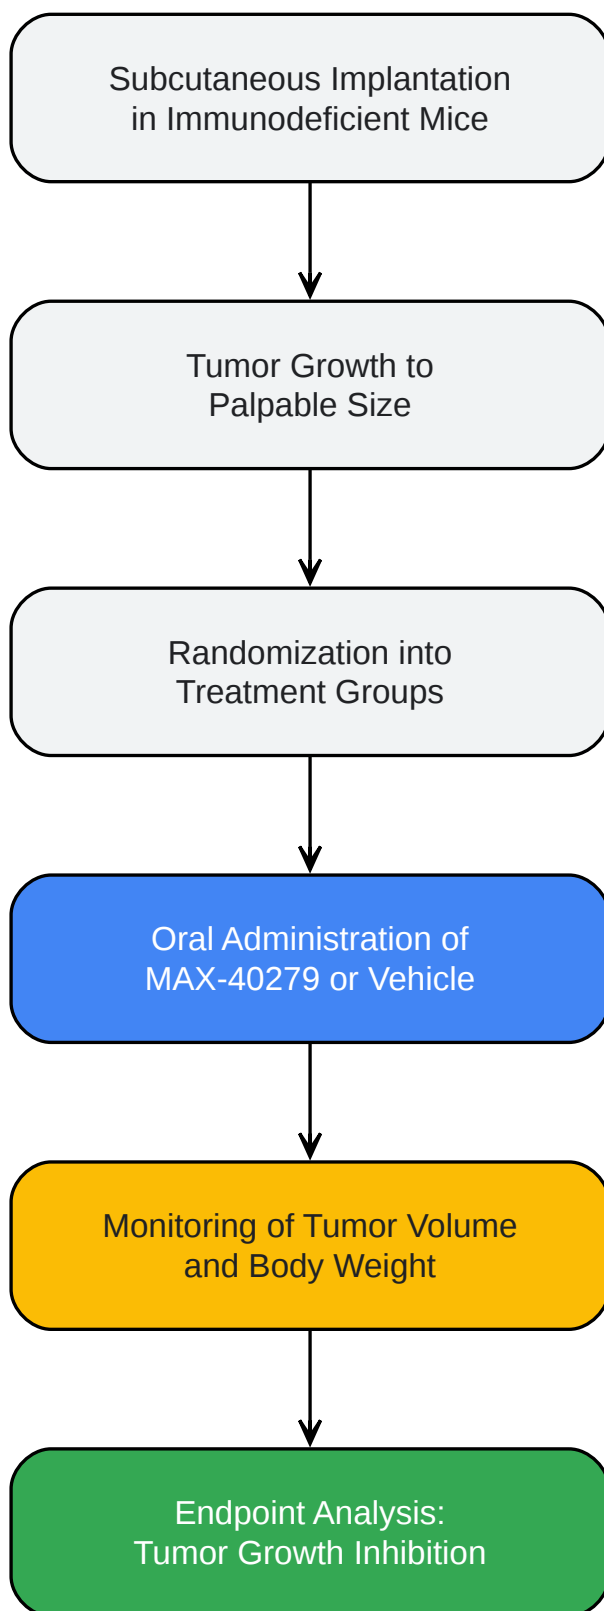 Subcutaneous Implantation
in Immunodeficient Mice
Tumor Growth to
Palpable Size
Randomization into
Treatment Groups
Oral Administration of
MAX-40279 or Vehicle
Monitoring of Tumor Volume
and Body Weight
Endpoint Analysis:
Tumor Growth Inhibition